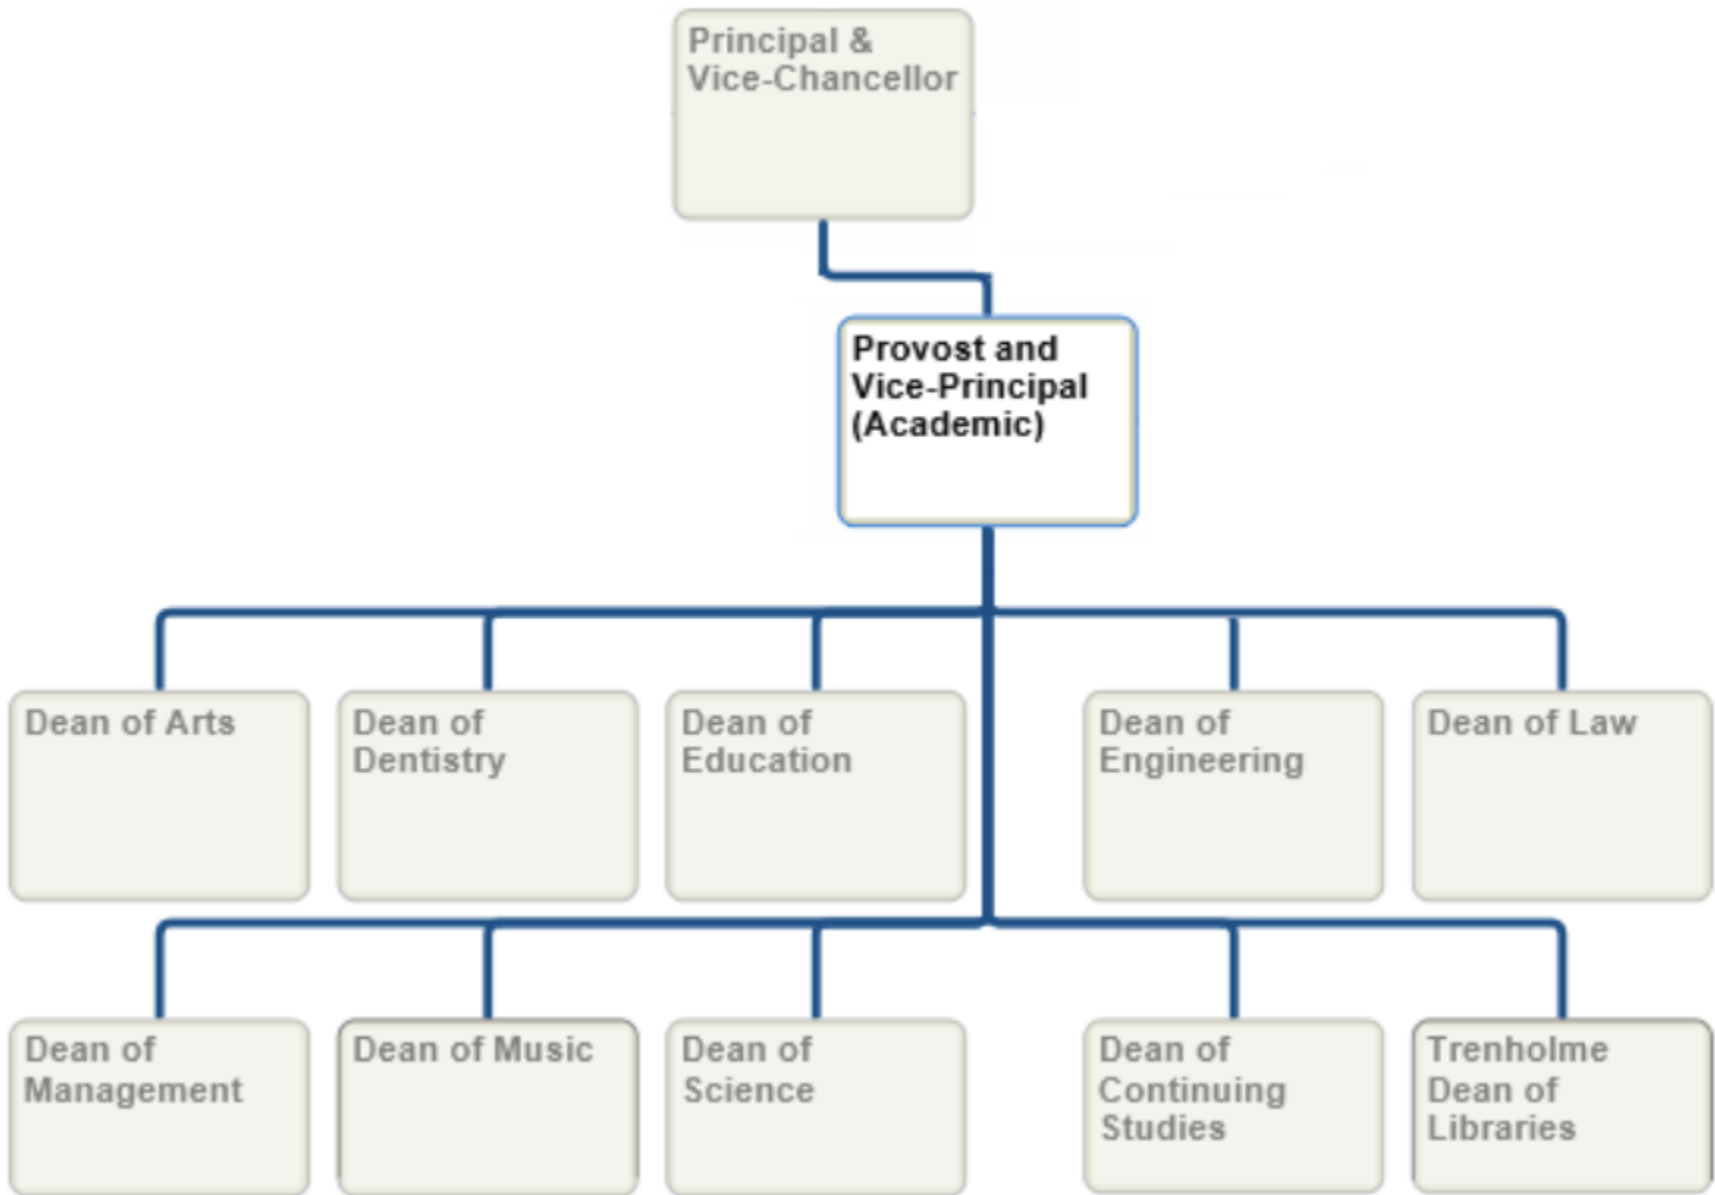 Principal &
Vice-Chancellor
Provost and
Vice-Principal
(Academic)
Dean of Arts
Dean of
Dentistry
Dean of
Education
Dean of
Engineering
Dean of Law
Dean of
Management
Dean of Music
Dean of
Science
Dean of
Continuing
Studies
Trenholme
Dean of
Libraries